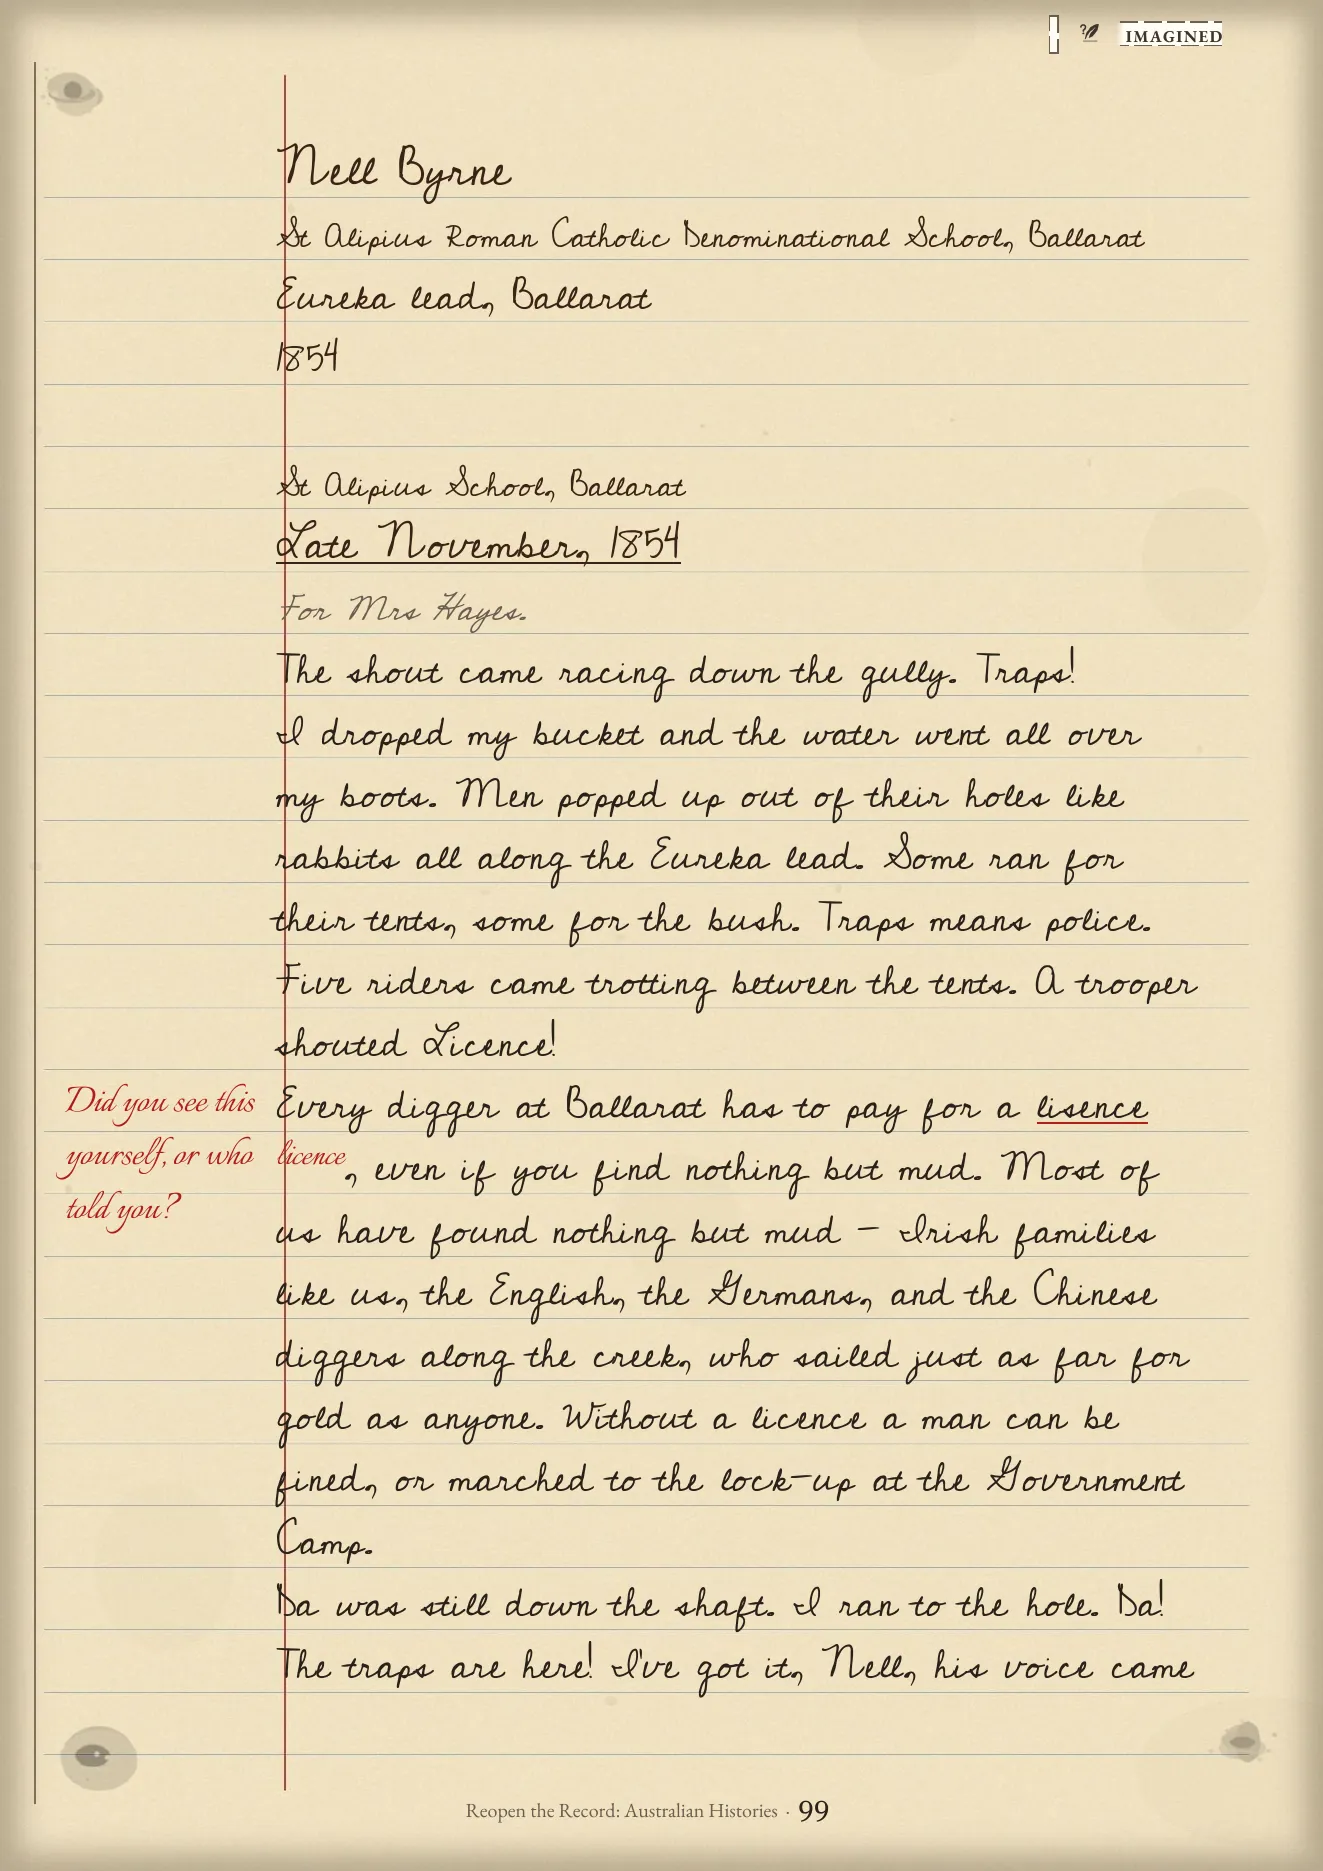 IMAGINED
Nell Byrne
St Alipius Roman Catholic Denominational School, Ballarat
Eureka lead, Ballarat
1854
St Alipius School, Ballarat
Late November, 1854
For Mrs Hayes.
The shout came racing down the gully. Traps!
I dropped my bucket and the water went all over
my boots. Men popped up out of their holes like
rabbits all along the Eureka lead. Some ran for
their tents, some for the bush. Traps means police.
Five riders came trotting between the tents. A trooper
shouted Licence!
Did you see this
yourself, or who
told you?
Every digger at Ballarat has to pay for a lisence
licence, even if you find nothing but mud. Most of
us have found nothing but mud – Irish families
like us, the English, the Germans, and the Chinese
diggers along the creek, who sailed just as far for
gold as anyone. Without a licence a man can be
fined, or marched to the lock-up at the Government
Camp.
Da was still down the shaft. I ran to the hole. Da!
The traps are here! I've got it, Nell, his voice came
Reopen the Record: Australian Histories · 99